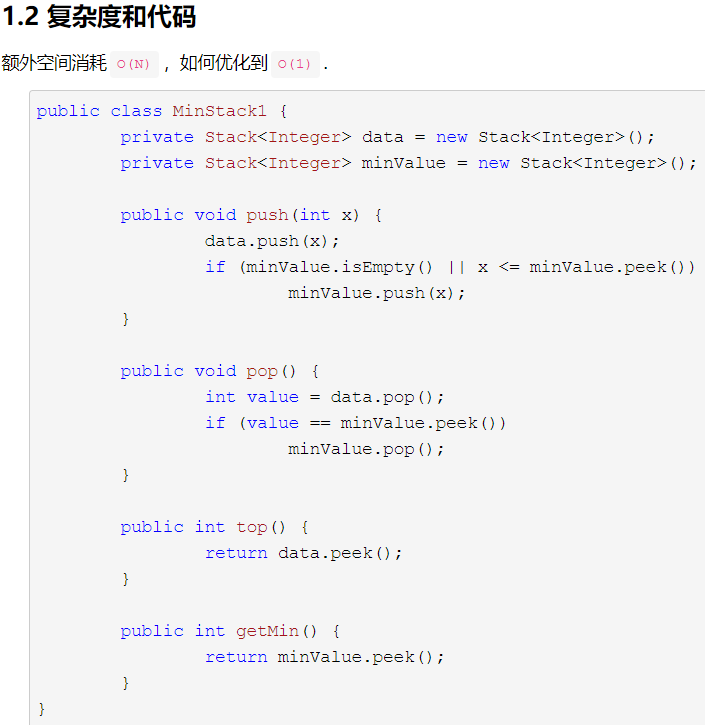 1.2 复杂度和代码
额外空间消耗 O(N) ，如何优化到 O(1) .
public class MinStack1 {
        private Stack<Integer> data = new Stack<Integer>();
        private Stack<Integer> minValue = new Stack<Integer>();

        public void push(int x) {
                data.push(x);
                if (minValue.isEmpty() || x <= minValue.peek())
                        minValue.push(x);
        }

        public void pop() {
                int value = data.pop();
                if (value == minValue.peek())
                        minValue.pop();
        }

        public int top() {
                return data.peek();
        }

        public int getMin() {
                return minValue.peek();
        }
}